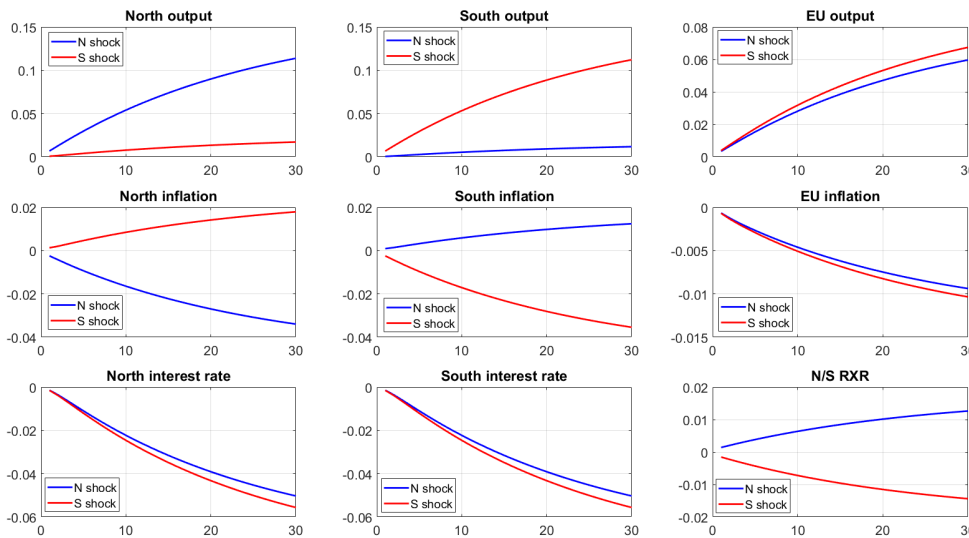 North output
0.15
0.1
0.05
0
N shock
S shock
0 10 20 30
South output
0.15
0.1
0.05
0
N shock
S shock
0 10 20 30
EU output
0.08
0.06
0.04
0.02
0
N shock
S shock
0 10 20 30
North inflation
0.02
0
-0.02
-0.04
N shock
S shock
0 10 20 30
South inflation
0.02
0
-0.02
-0.04
N shock
S shock
0 10 20 30
EU inflation
0
-0.005
-0.01
-0.015
N shock
S shock
0 10 20 30
North interest rate
0
-0.02
-0.04
-0.06
N shock
S shock
0 10 20 30
South interest rate
0
-0.02
-0.04
-0.06
N shock
S shock
0 10 20 30
N/S RXR
0.02
0.01
0
-0.01
-0.02
N shock
S shock
0 10 20 30